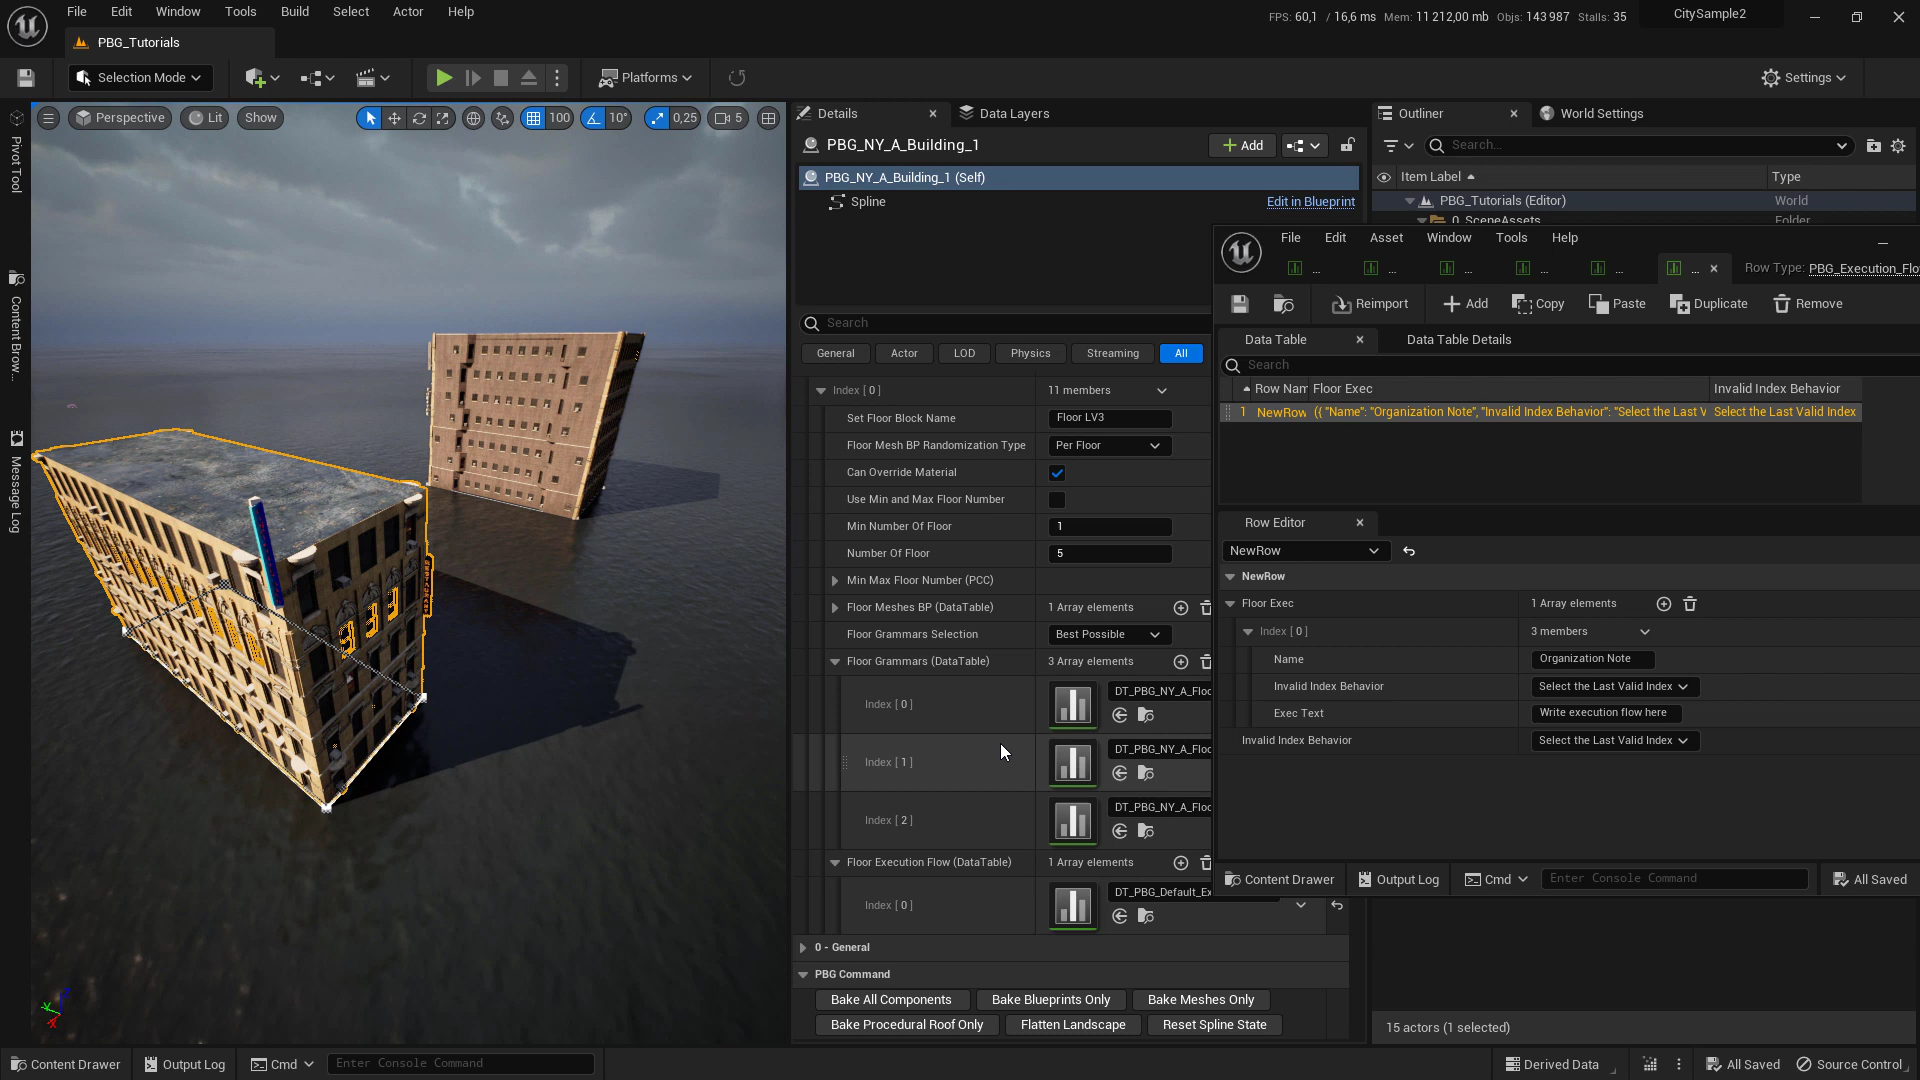 File Edit Window Tools Build Select Actor Help
FPS: 60,1 / 16,6 ms Mem: 11 212,00 mb Objs: 143 987 Stalls: 35
CitySample2
PBG_Tutorials
Selection Mode
Platforms
Settings
Perspective Lit Show
100 10° 0,25 5
Pivot Tool
Content Brow...
Message Log
Details
Data Layers
PBG_NY_A_Building_1
Add
PBG_NY_A_Building_1 (Self)
Spline
Edit in Blueprint
Search
General Actor LOD Physics Streaming All
Index [ 0 ] 11 members
Set Floor Block Name Floor LV3
Floor Mesh BP Randomization Type Per Floor
Can Override Material
Use Min and Max Floor Number
Min Number Of Floor 1
Number Of Floor 5
Min Max Floor Number (PCC)
Floor Meshes BP (DataTable) 1 Array elements
Floor Grammars Selection Best Possible
Floor Grammars (DataTable) 3 Array elements
Index [ 0 ] DT_PBG_NY_A_Floo
Index [ 1 ] DT_PBG_NY_A_Floo
Index [ 2 ] DT_PBG_NY_A_Floo
Floor Execution Flow (DataTable) 1 Array elements
Index [ 0 ] DT_PBG_Default_Ex
0 - General
PBG Command
Bake All Components Bake Blueprints Only Bake Meshes Only
Bake Procedural Roof Only Flatten Landscape Reset Spline State
Outliner
World Settings
Search...
Item Label Type
PBG_Tutorials (Editor) World
0_SceneAssets Folder
File Edit Asset Window Tools Help
... ... ... ... ... ...
Row Type: PBG_Execution_Flo
Reimport Add Copy Paste Duplicate Remove
Data Table
Data Table Details
Search
Row Nam Floor Exec Invalid Index Behavior
1 NewRow ({ "Name": "Organization Note", "Invalid Index Behavior": "Select the Last V Select the Last Valid Index
Row Editor
NewRow
NewRow
Floor Exec 1 Array elements
Index [ 0 ] 3 members
Name Organization Note
Invalid Index Behavior Select the Last Valid Index
Exec Text Write execution flow here
Invalid Index Behavior Select the Last Valid Index
Content Drawer Output Log Cmd Enter Console Command All Saved
15 actors (1 selected)
333
RESTAURANT
Content Drawer Output Log Cmd Enter Console Command
Derived Data All Saved Source Control